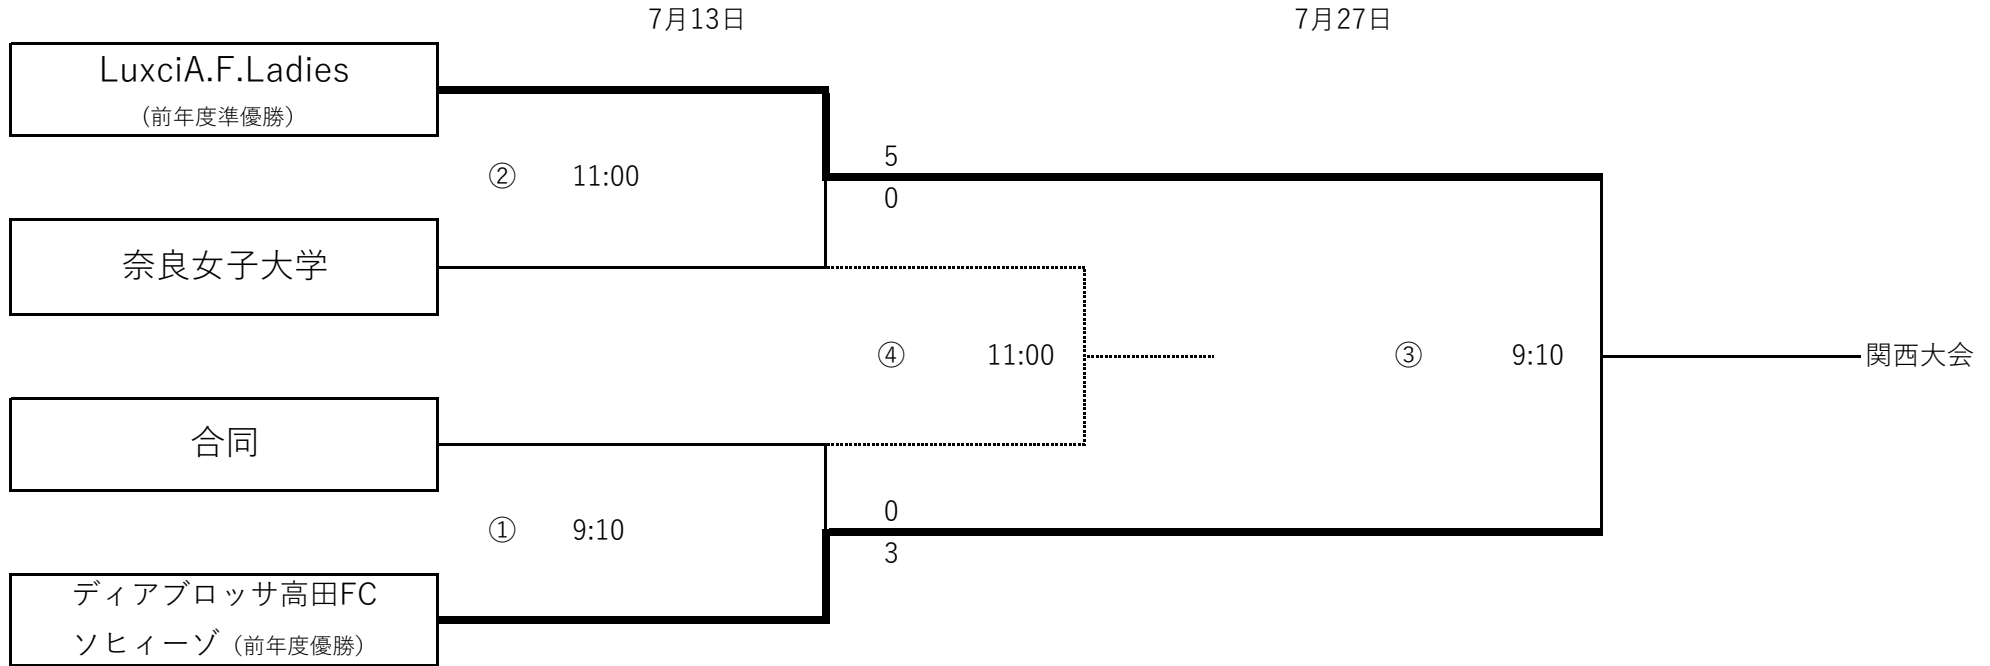 7月13日
7月27日
LuxciA.F.Ladies
(前年度準優勝)
② 11:00
5
0
奈良女子大学
④ 11:00
③ 9:10
関西大会
合同
① 9:10
0
3
ディアブロッサ高田FC
ソヒィーゾ (前年度優勝)